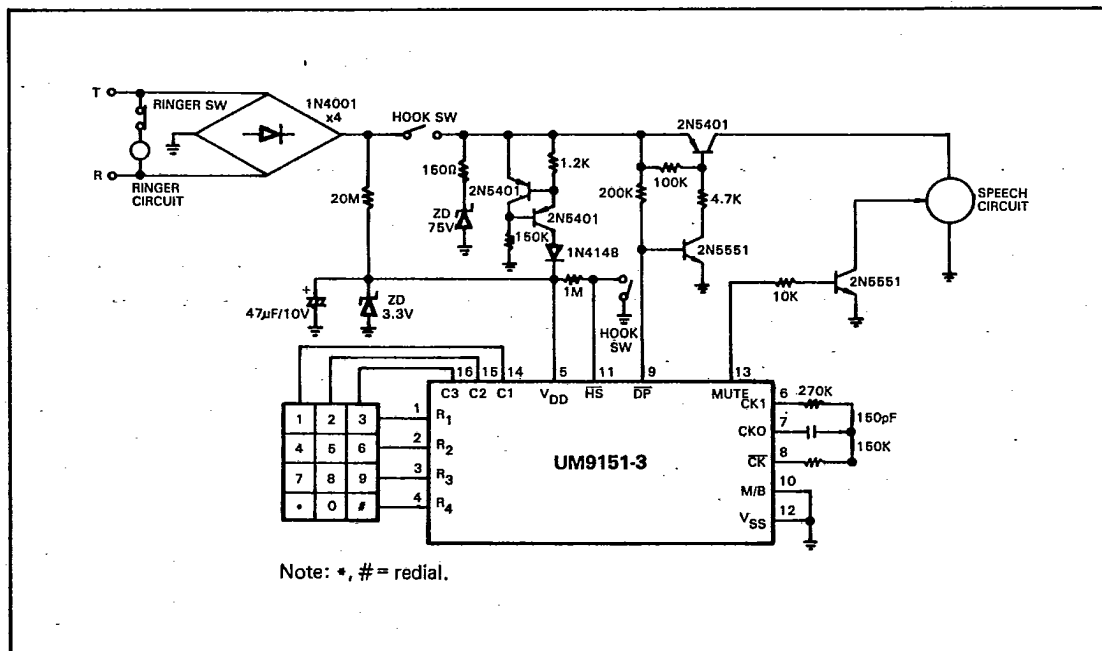 T
RINGER SW
R
RINGER
CIRCUIT
1N4001
x4
HOOK SW
20M
150Ω
ZD
75V
2N5401
1.2K
2N5401
150K
1N4148
200K
100K
2N5401
4.7K
2N5551
SPEECH
CIRCUIT
2N5551
10K
+
47μF/10V
ZD
3.3V
1M
HOOK
SW
16 15 14 5 11 9 13
C3 C2 C1 VDD HS DP MUTE
1 2 3
4 5 6
7 8 9
* 0 #
1 R1
2 R2
3 R3
4 R4
UM9151-3
6 CK1 270K
150pF
7 CKO
150K
8 CK
10 M/B
12 VSS
Note: *, # = redial.